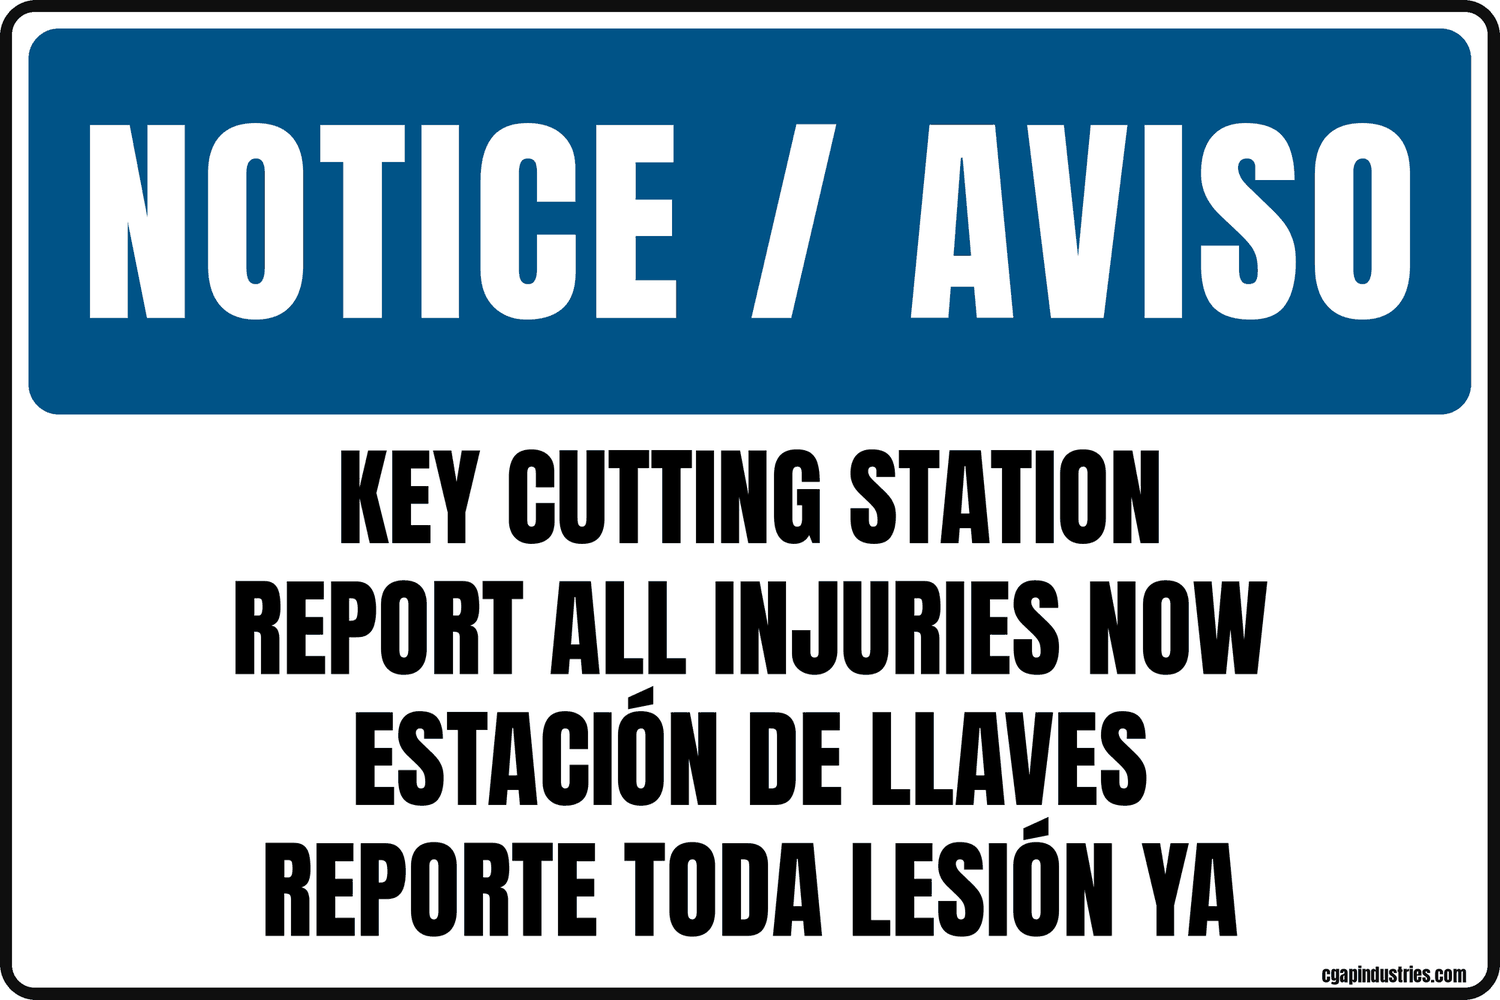 NOTICE / AVISO
KEY CUTTING STATION
REPORT ALL INJURIES NOW
ESTACIÓN DE LLAVES
REPORTE TODA LESIÓN YA
cgapindustries.com